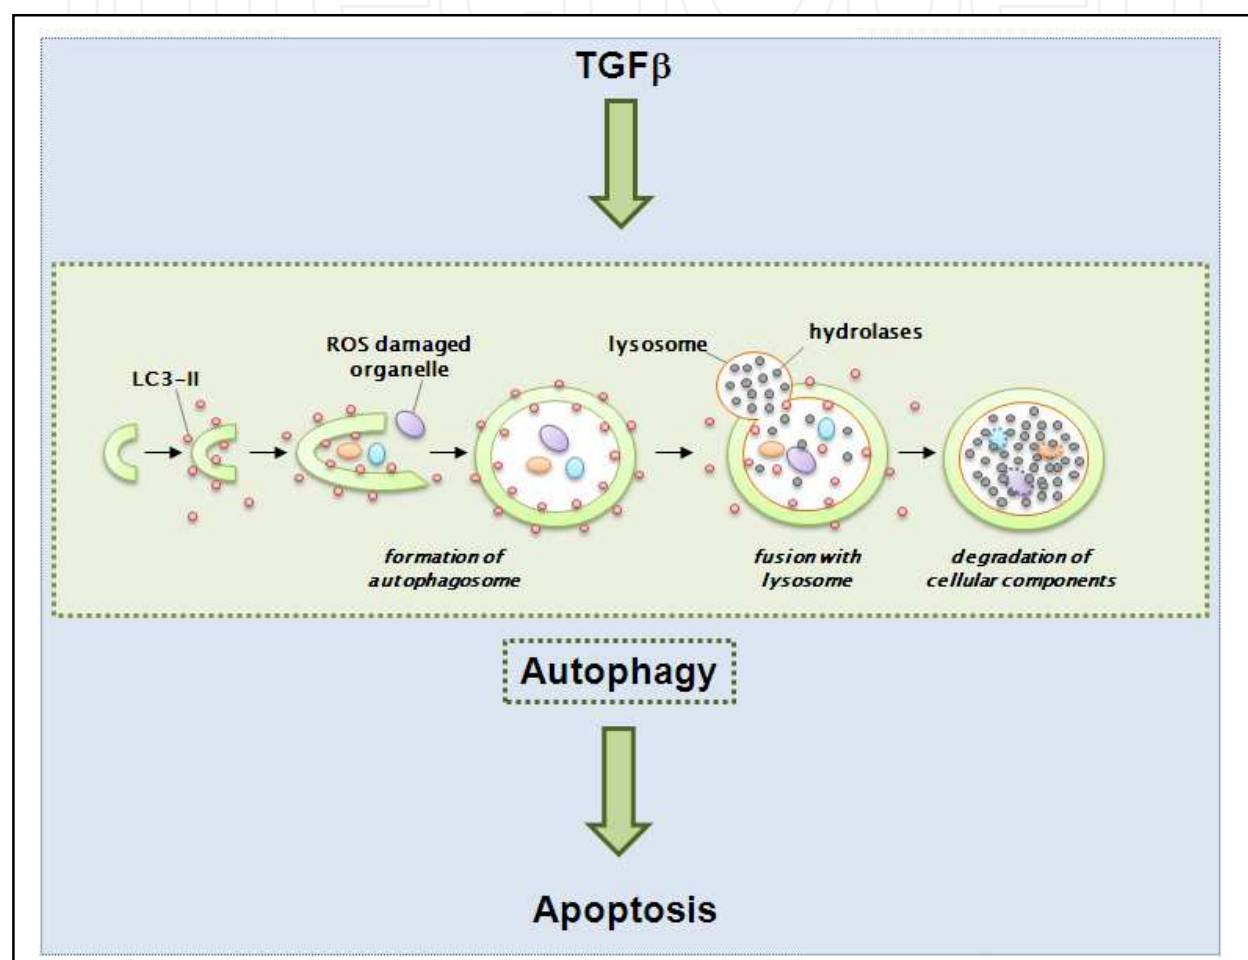 TGFβ
ROS damaged
organelle
LC3-II
lysosome
hydrolases
formation of
autophagosome
fusion with
lysosome
degradation of
cellular components
Autophagy
Apoptosis